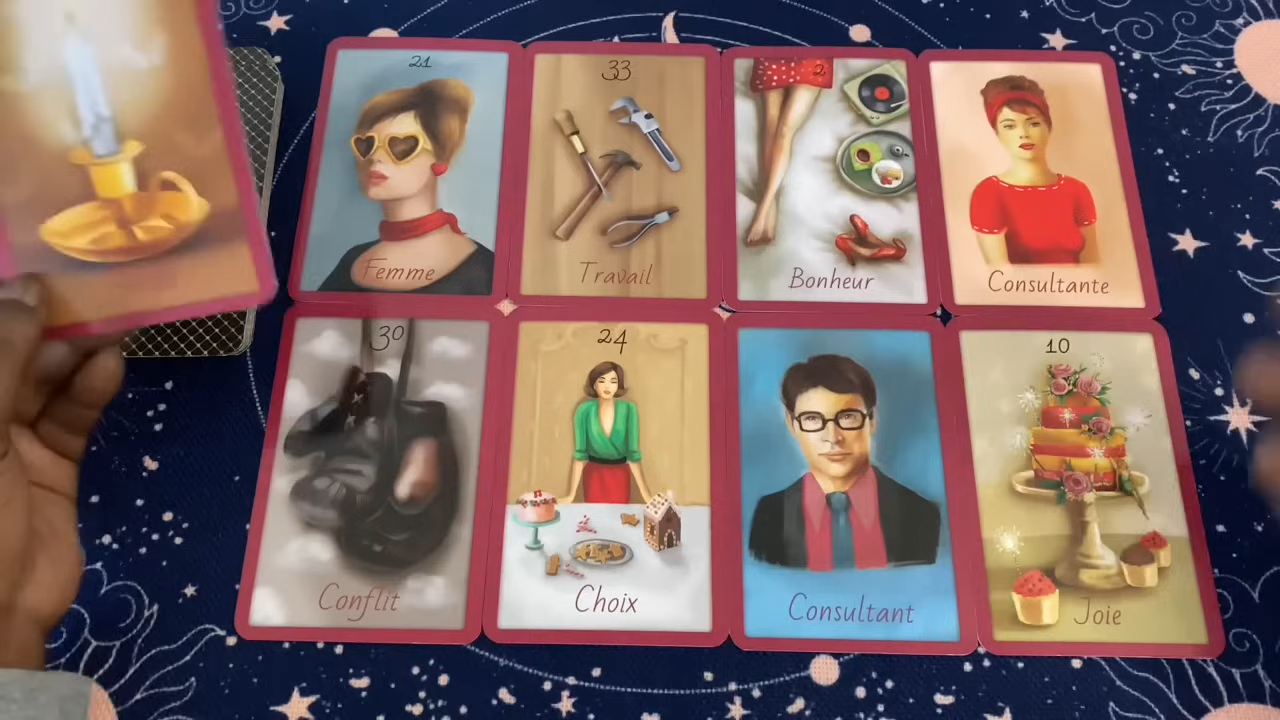 21
Femme
33
Travail
2
Bonheur
Consultante
30
Conflit
24
Choix
Consultant
10
Joie